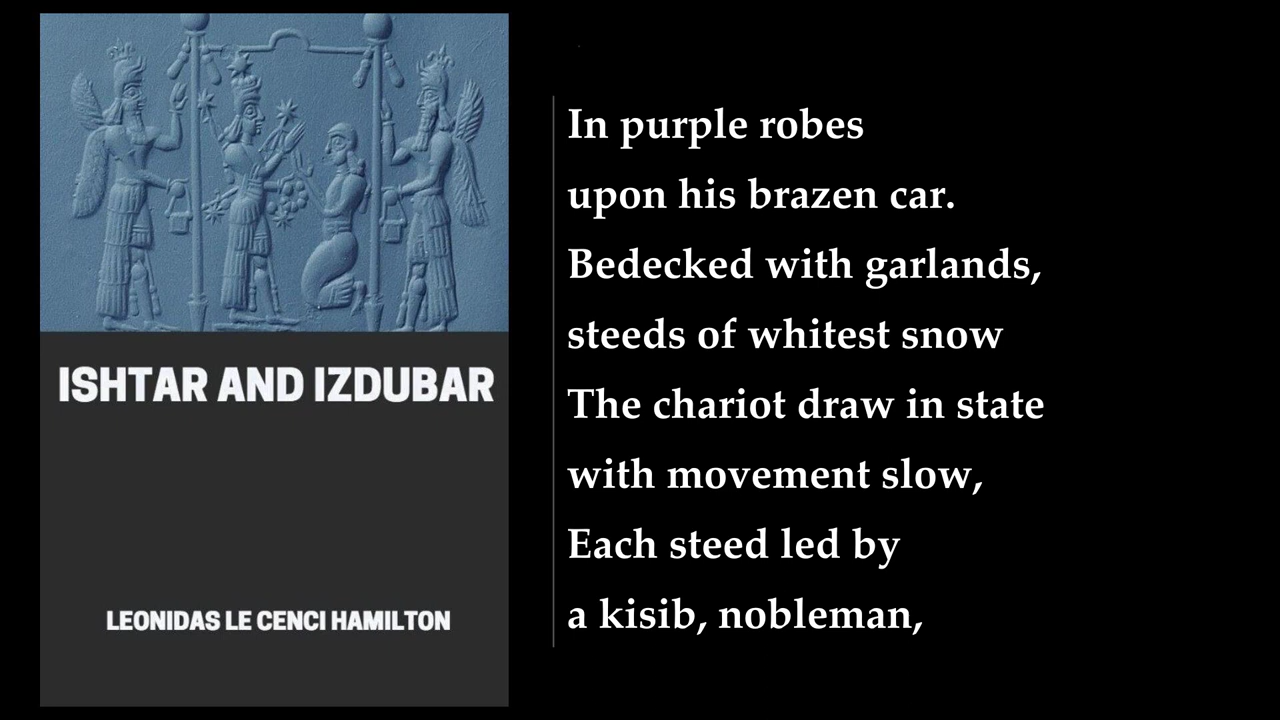 ISHTAR AND IZDUBAR
LEONIDAS LE CENCI HAMILTON
In purple robes
upon his brazen car.
Bedecked with garlands,
steeds of whitest snow
The chariot draw in state
with movement slow,
Each steed led by
a kisib, nobleman,